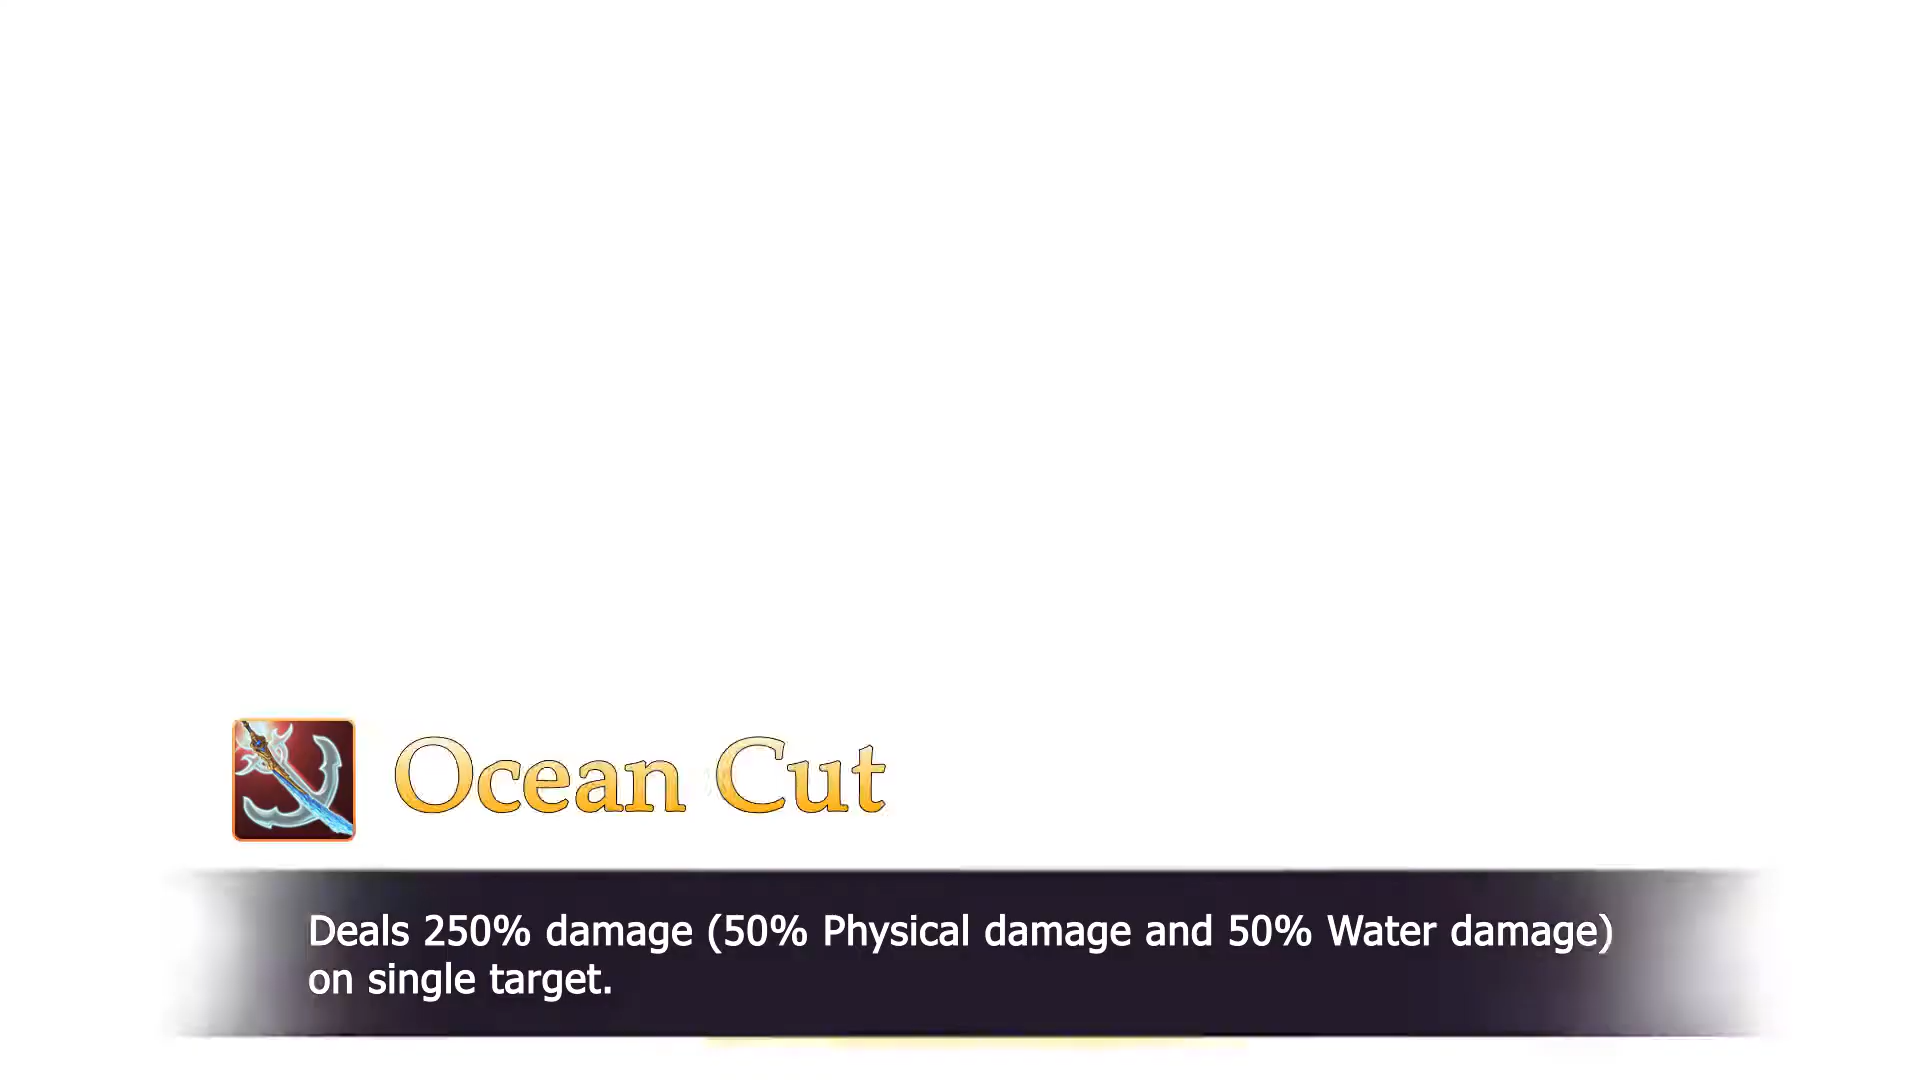 Ocean Cut
Deals 250% damage (50% Physical damage and 50% Water damage)
on single target.